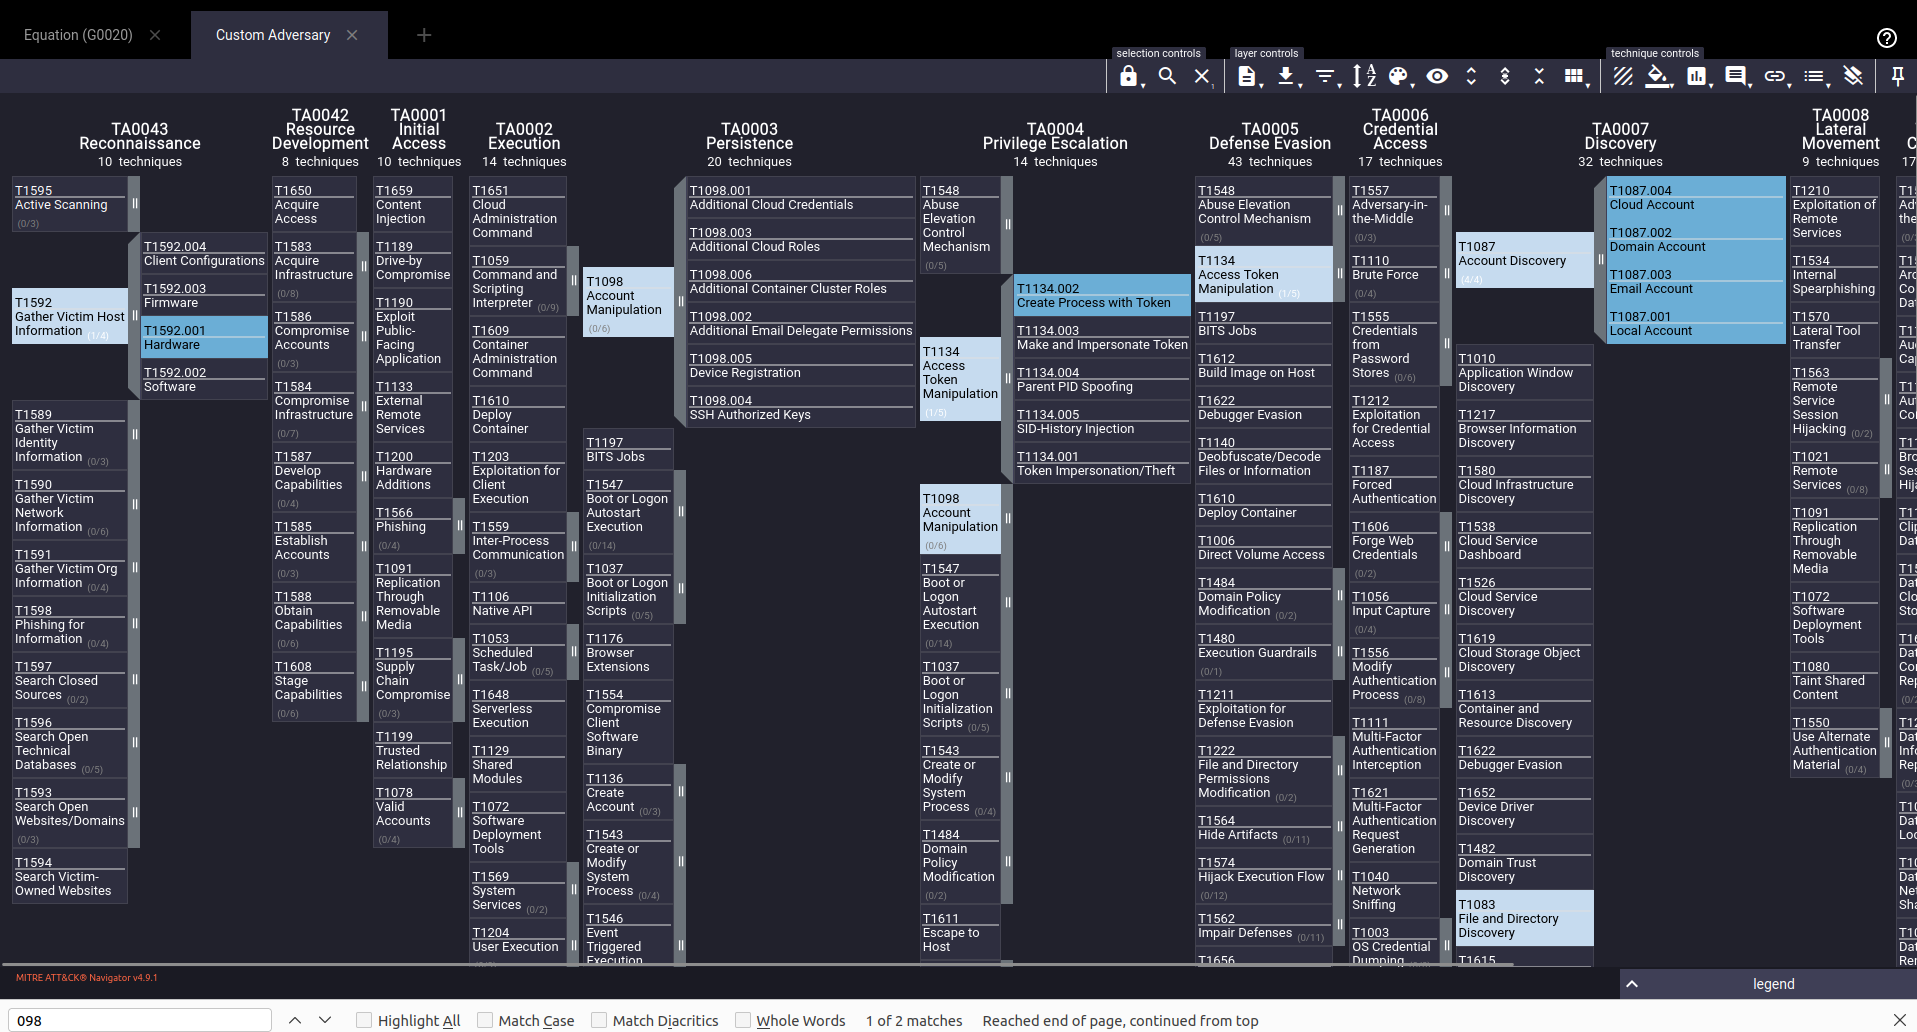 Equation (G0020)
Custom Adversary
selection controls
layer controls
technique controls
TA0043
Reconnaissance
10 techniques
T1595
Active Scanning
(0/3)
T1592
Gather Victim Host
Information (1/4)
T1592.004
Client Configurations
T1592.003
Firmware
T1592.001
Hardware
T1592.002
Software
T1589
Gather Victim
Identity
Information (0/3)
T1590
Gather Victim
Network
Information (0/6)
T1591
Gather Victim Org
Information (0/4)
T1598
Phishing for
Information (0/4)
T1597
Search Closed
Sources (0/2)
T1596
Search Open
Technical
Databases (0/5)
T1593
Search Open
Websites/Domains
(0/3)
T1594
Search Victim-
Owned Websites
TA0042
Resource
Development
8 techniques
T1650
Acquire
Access
T1583
Acquire
Infrastructure
(0/8)
T1586
Compromise
Accounts
(0/3)
T1584
Compromise
Infrastructure
(0/7)
T1587
Develop
Capabilities
(0/4)
T1585
Establish
Accounts
(0/3)
T1588
Obtain
Capabilities
(0/6)
T1608
Stage
Capabilities
(0/6)
TA0001
Initial
Access
10 techniques
T1659
Content
Injection
T1189
Drive-by
Compromise
T1190
Exploit
Public-
Facing
Application
T1133
External
Remote
Services
T1200
Hardware
Additions
T1566
Phishing
(0/4)
T1091
Replication
Through
Removable
Media
T1195
Supply
Chain
Compromise
(0/3)
T1199
Trusted
Relationship
T1078
Valid
Accounts
(0/4)
TA0002
Execution
14 techniques
T1651
Cloud
Administration
Command
T1059
Command and
Scripting
Interpreter (0/9)
T1609
Container
Administration
Command
T1610
Deploy
Container
T1203
Exploitation for
Client
Execution
T1559
Inter-Process
Communication
(0/3)
T1106
Native API
T1053
Scheduled
Task/Job (0/5)
T1648
Serverless
Execution
T1129
Shared
Modules
T1072
Software
Deployment
Tools
T1569
System
Services (0/2)
T1204
User Execution
TA0003
Persistence
20 techniques
T1098
Account
Manipulation
(0/6)
T1098.001
Additional Cloud Credentials
T1098.003
Additional Cloud Roles
T1098.006
Additional Container Cluster Roles
T1098.002
Additional Email Delegate Permissions
T1098.005
Device Registration
T1098.004
SSH Authorized Keys
T1197
BITS Jobs
T1547
Boot or Logon
Autostart
Execution
(0/14)
T1037
Boot or Logon
Initialization
Scripts (0/5)
T1176
Browser
Extensions
T1554
Compromise
Client
Software
Binary
T1136
Create
Account (0/3)
T1543
Create or
Modify
System
Process (0/4)
T1546
Event
Triggered
Execution
TA0004
Privilege Escalation
14 techniques
T1548
Abuse
Elevation
Control
Mechanism
(0/5)
T1134
Access
Token
Manipulation
(1/5)
T1134.002
Create Process with Token
T1134.003
Make and Impersonate Token
T1134.004
Parent PID Spoofing
T1134.005
SID-History Injection
T1134.001
Token Impersonation/Theft
T1098
Account
Manipulation
(0/6)
T1547
Boot or
Logon
Autostart
Execution
(0/14)
T1037
Boot or
Logon
Initialization
Scripts (0/5)
T1543
Create or
Modify
System
Process (0/4)
T1484
Domain
Policy
Modification
(0/2)
T1611
Escape to
Host
TA0005
Defense Evasion
43 techniques
T1548
Abuse Elevation
Control Mechanism
(0/5)
T1134
Access Token
Manipulation (1/5)
T1197
BITS Jobs
T1612
Build Image on Host
T1622
Debugger Evasion
T1140
Deobfuscate/Decode
Files or Information
T1610
Deploy Container
T1006
Direct Volume Access
T1484
Domain Policy
Modification (0/2)
T1480
Execution Guardrails
(0/1)
T1211
Exploitation for
Defense Evasion
T1222
File and Directory
Permissions
Modification (0/2)
T1564
Hide Artifacts (0/11)
T1574
Hijack Execution Flow
(0/12)
T1562
Impair Defenses (0/11)
T1656
TA0006
Credential
Access
17 techniques
T1557
Adversary-in-
the-Middle
(0/3)
T1110
Brute Force
(0/4)
T1555
Credentials
from
Password
Stores (0/6)
T1212
Exploitation
for Credential
Access
T1187
Forced
Authentication
T1606
Forge Web
Credentials
(0/2)
T1056
Input Capture
(0/4)
T1556
Modify
Authentication
Process (0/8)
T1111
Multi-Factor
Authentication
Interception
T1621
Multi-Factor
Authentication
Request
Generation
T1040
Network
Sniffing
T1003
OS Credential
Dumping
TA0007
Discovery
32 techniques
T1087
Account Discovery
(4/4)
T1087.004
Cloud Account
T1087.002
Domain Account
T1087.003
Email Account
T1087.001
Local Account
T1010
Application Window
Discovery
T1217
Browser Information
Discovery
T1580
Cloud Infrastructure
Discovery
T1538
Cloud Service
Dashboard
T1526
Cloud Service
Discovery
T1619
Cloud Storage Object
Discovery
T1613
Container and
Resource Discovery
T1622
Debugger Evasion
T1652
Device Driver
Discovery
T1482
Domain Trust
Discovery
T1083
File and Directory
Discovery
T1615
TA0008
Lateral
Movement
9 techniques
T1210
Exploitation of
Remote
Services
T1534
Internal
Spearphishing
T1570
Lateral Tool
Transfer
T1563
Remote
Service
Session
Hijacking (0/2)
T1021
Remote
Services (0/8)
T1091
Replication
Through
Removable
Media
T1072
Software
Deployment
Tools
T1080
Taint Shared
Content
T1550
Use Alternate
Authentication
Material (0/4)
MITRE ATT&CK® Navigator v4.9.1
legend
098
Highlight All
Match Case
Match Diacritics
Whole Words
1 of 2 matches
Reached end of page, continued from top